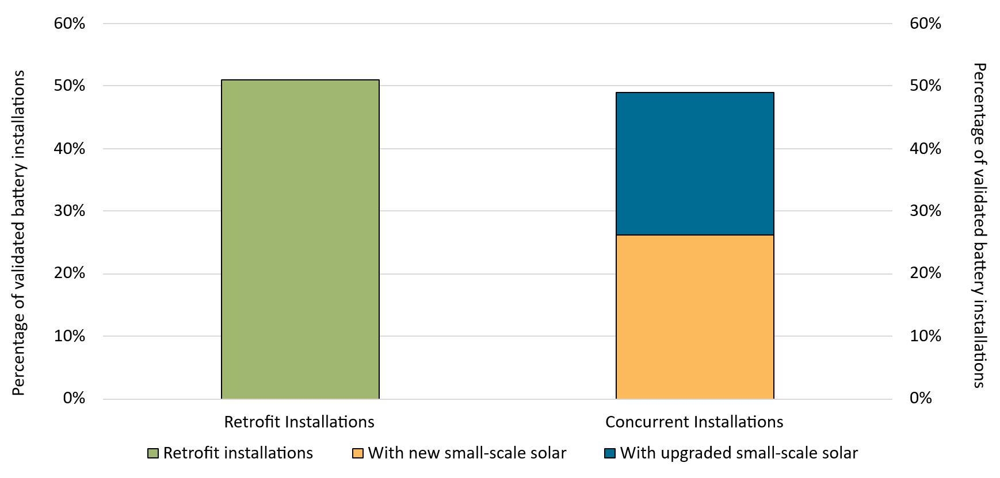 Percentage of validated battery installations
60%
50%
40%
30%
20%
10%
0%
60%
50%
40%
30%
20%
10%
0%
Percentage of validated battery installations
Retrofit Installations
Concurrent Installations
Retrofit installations
With new small-scale solar
With upgraded small-scale solar